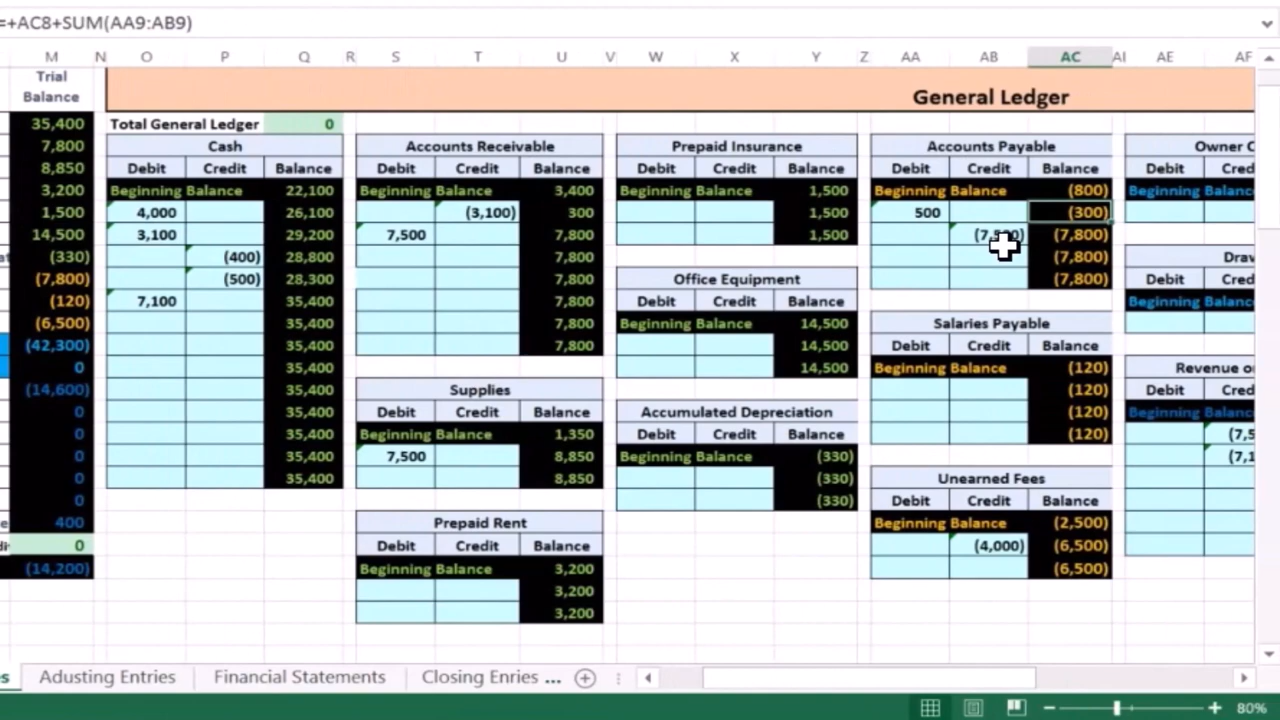 =+AC8+SUM(AA9:AB9)
M N O P Q R S T U V W X Y Z AA AB AC AI AE AF
Trial
Balance
General Ledger
35,400 Total General Ledger 0
7,800 Cash Accounts Receivable Prepaid Insurance Accounts Payable Owner C
8,850 Debit Credit Balance Debit Credit Balance Debit Credit Balance Debit Credit Balance Debit Cred
3,200 Beginning Balance 22,100 Beginning Balance 3,400 Beginning Balance 1,500 Beginning Balance (800) Beginning Bala
1,500 4,000 26,100 (3,100) 300 1,500 500 (300)
14,500 3,100 29,200 7,500 7,800 1,500 (7,800)
(330) (400) 28,800 7,800 (7,800) Drav
(7,800) (500) 28,300 7,800 Office Equipment (7,800) Debit Cred
(120) 7,100 35,400 7,800 Debit Credit Balance Beginning Bala
(6,500) 35,400 7,800 Beginning Balance 14,500 Salaries Payable
(42,300) 35,400 7,800 14,500 Debit Credit Balance Revenue o
0 35,400 14,500 Beginning Balance (120) Debit Cred
(14,600) 35,400 Supplies (120)
0 35,400 Debit Credit Balance Accumulated Depreciation (120) Beginning Bala
0 35,400 Beginning Balance 1,350 Debit Credit Balance (120) (7,5
0 35,400 7,500 8,850 Beginning Balance (330) (7,1
0 35,400 8,850 (330) Unearned Fees
0 (330) Debit Credit Balance
400 Prepaid Rent Beginning Balance (2,500)
0 Debit Credit Balance (4,000) (6,500)
(14,200) Beginning Balance 3,200 (6,500)
3,200
3,200
s Adusting Entries Financial Statements Closing Enries ...
80%